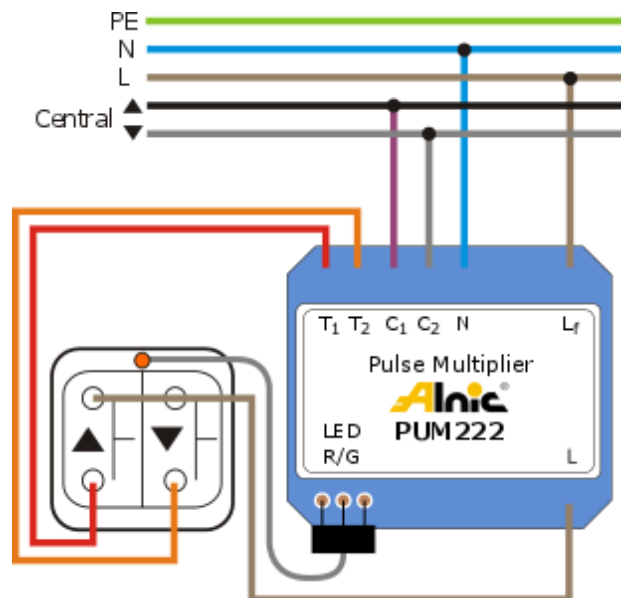 PE
N
L
Central ▲
▼
T₁ T₂ C₁ C₂ N Lf
Pulse Multiplier
Alnic®
LED PUM222
R/G L